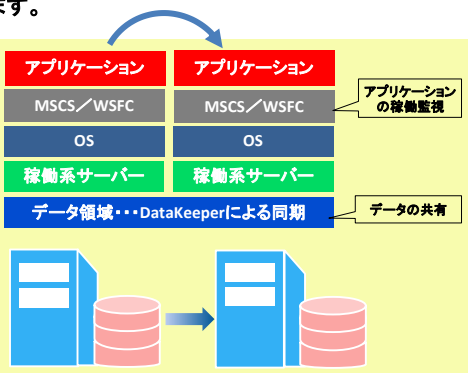 ます。
アプリケーション
アプリケーション
MSCS／WSFC
MSCS／WSFC
アプリケーション
の稼働監視
OS
OS
稼働系サーバー
稼働系サーバー
データ領域・・・DataKeeperによる同期
データの共有